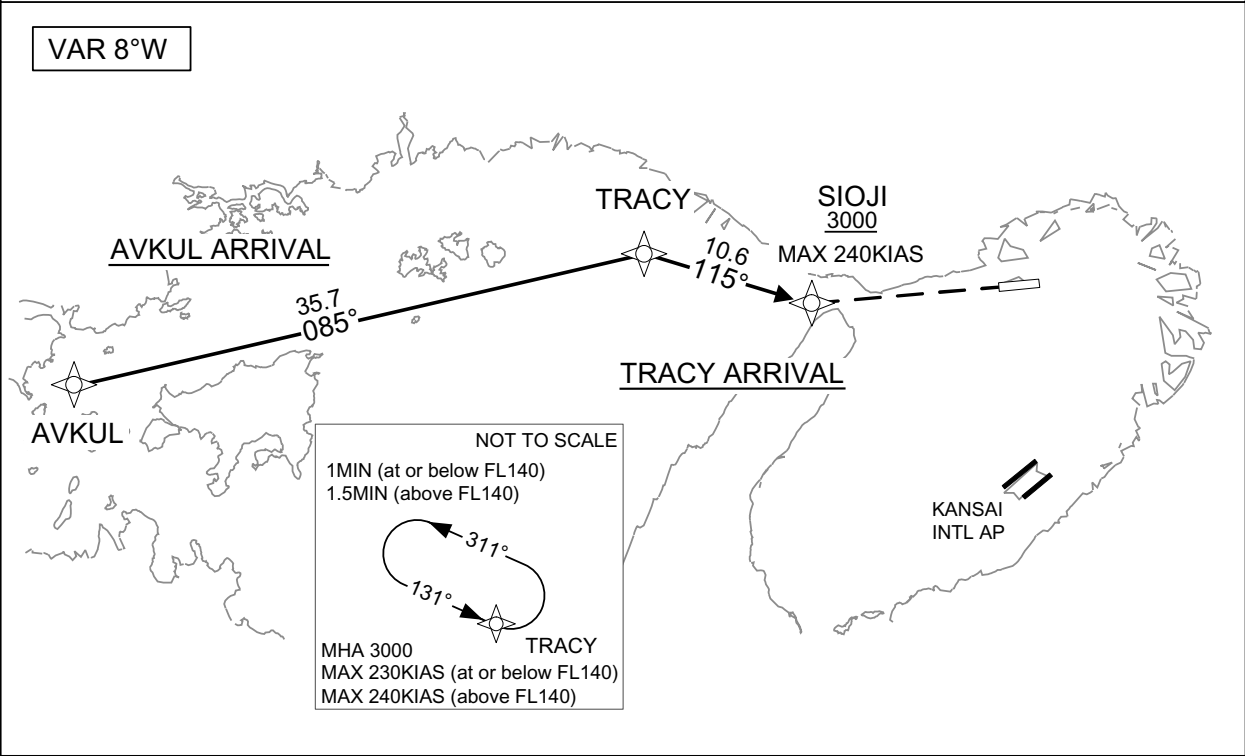 VAR 8°W
TRACY
SIOJI
3000
MAX 240KIAS
AVKUL ARRIVAL
10.6
115°
35.7
085°
TRACY ARRIVAL
AVKUL
NOT TO SCALE
1MIN (at or below FL140)
1.5MIN (above FL140)
311°
131°
TRACY
MHA 3000
MAX 230KIAS (at or below FL140)
MAX 240KIAS (above FL140)
KANSAI
INTL AP